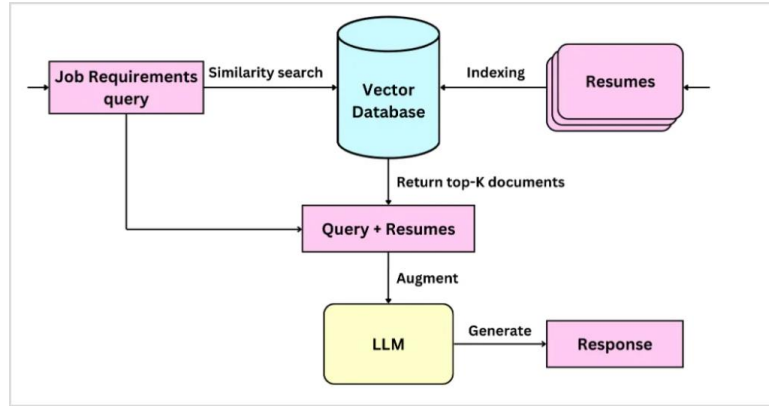 Job Requirements
query
Similarity search
Vector
Database
Indexing
Resumes
Return top-K documents
Query + Resumes
Augment
LLM
Generate
Response